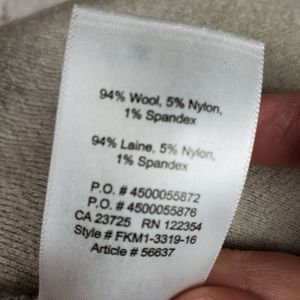 94% Wool, 5% Nylon,
1% Spandex
94% Laine, 5% Nylon,
1% Spandex
P.O. # 4500055872
P.O. # 4500055876
CA 23725 RN 122354
Style # FKM1-3319-16
Article # 56637